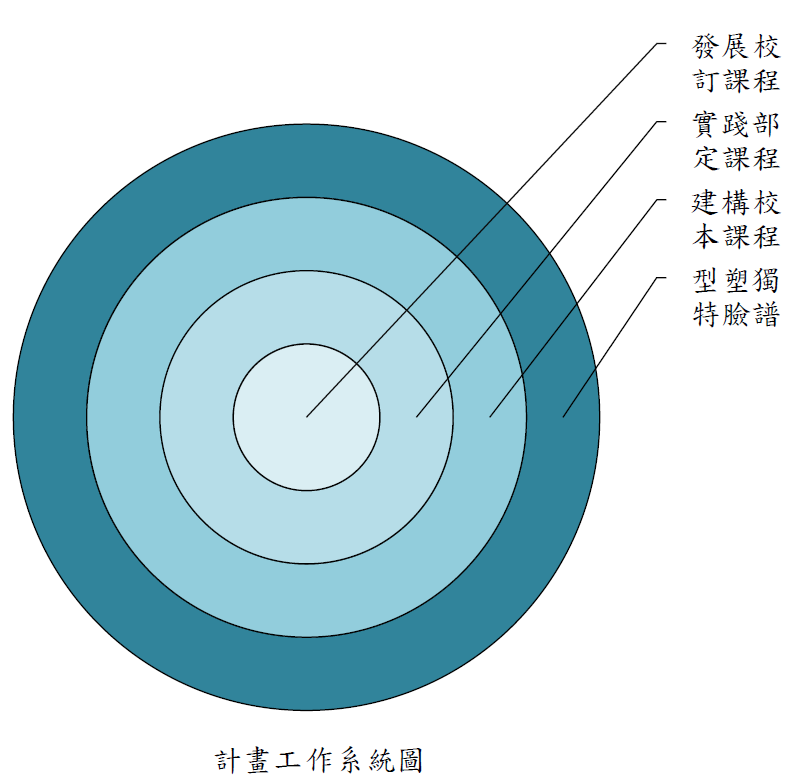 發展校
訂課程
實踐部
定課程
建構校
本課程
型塑獨
特臉譜
計畫工作系統圖